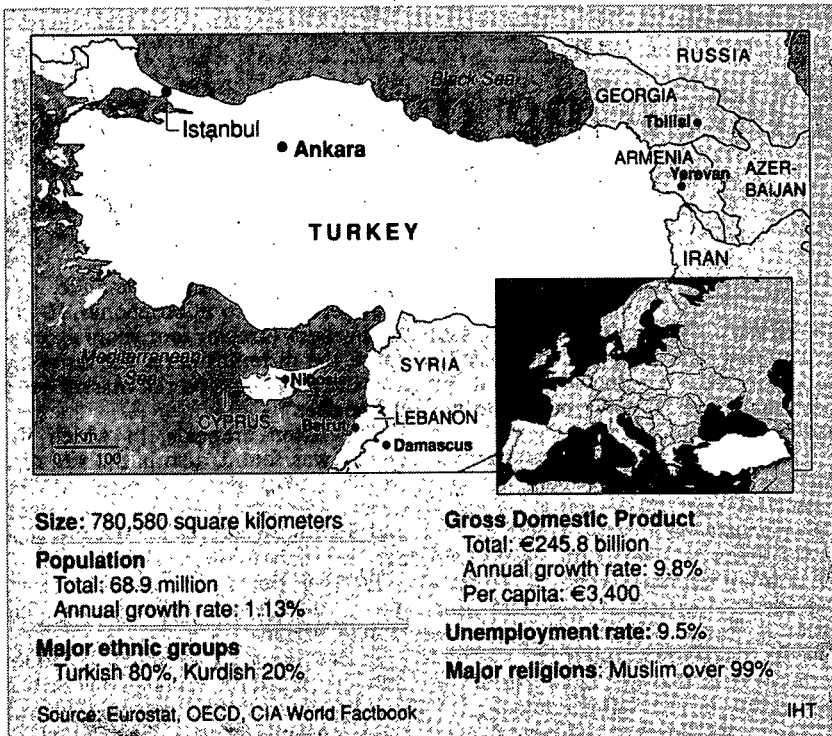 RUSSIA
Black Sea
GEORGIA
Tbilisi
Istanbul
Ankara
ARMENIA
Yerevan
AZER-
BAIJAN
TURKEY
IRAN
Mediterranean
Sea
SYRIA
Nicosia
CYPRUS
LEBANON
Beirut
Damascus
Km
0 100
Size: 780,580 square kilometers
Population
Total: 68.9 million
Annual growth rate: 1.13%
Major ethnic groups
Turkish 80%, Kurdish 20%
Gross Domestic Product
Total: €245.8 billion
Annual growth rate: 9.8%
Per capita: €3,400
Unemployment rate: 9.5%
Major religions: Muslim over 99%
Source: Eurostat, OECD, CIA World Factbook
IHT